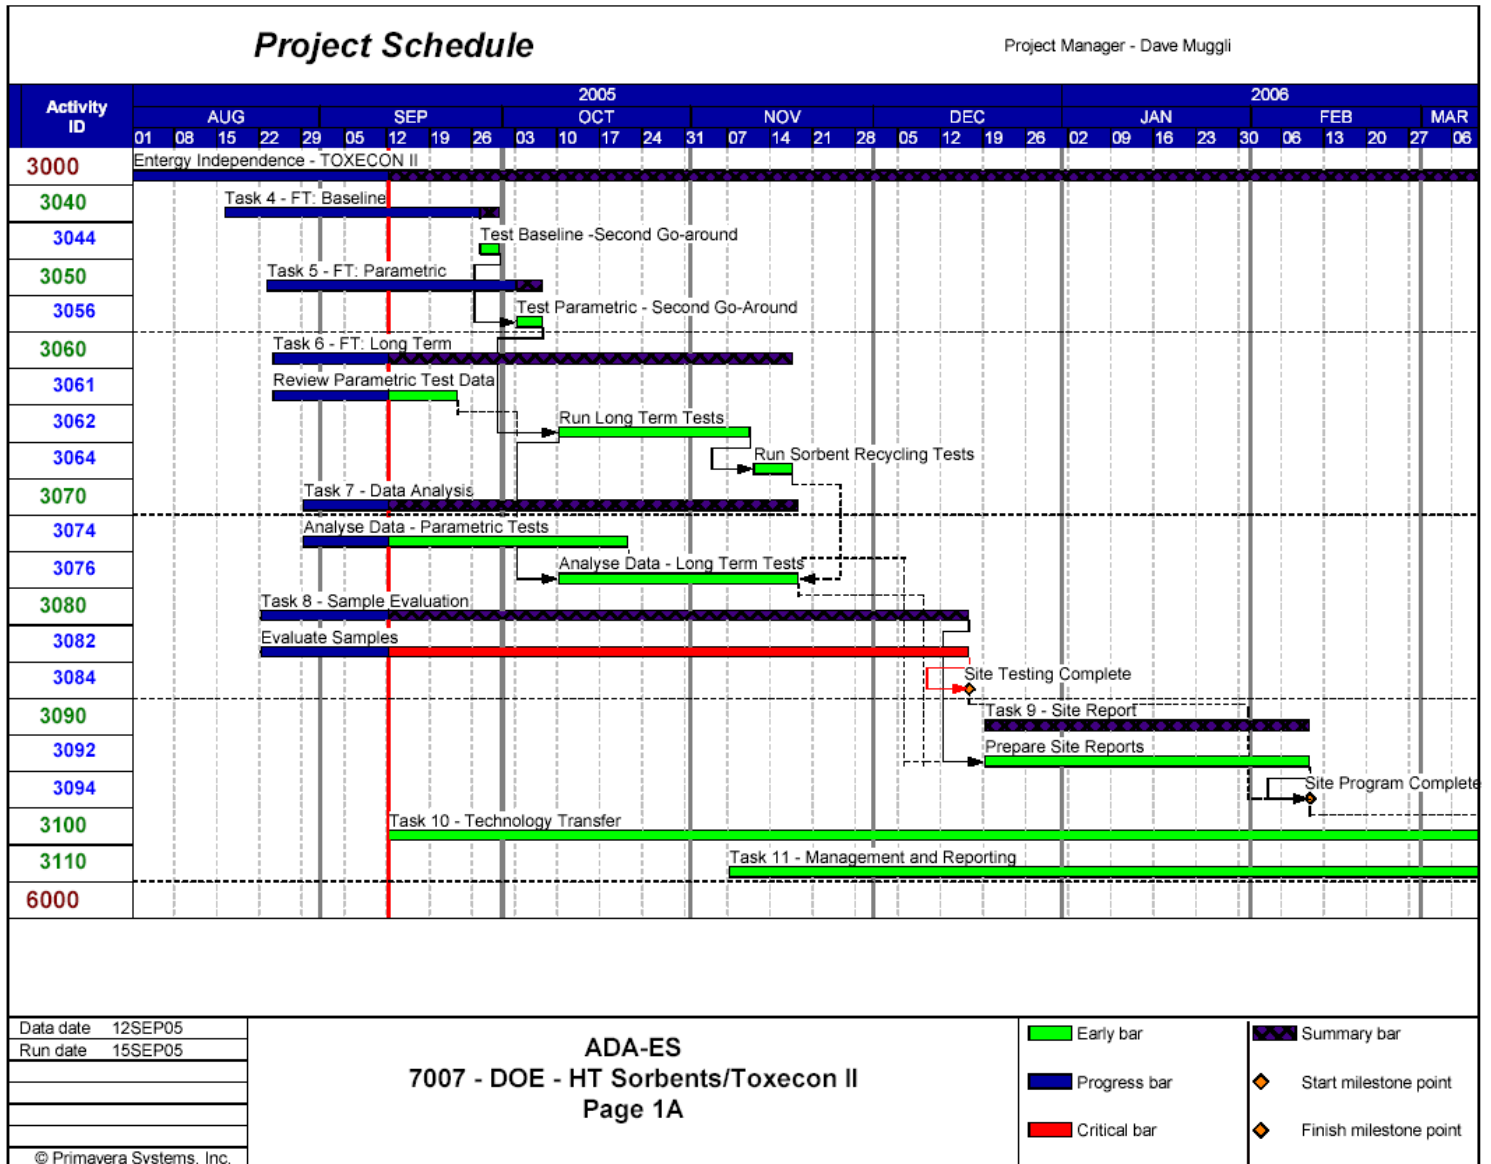 Project Schedule
Project Manager - Dave Muggli
Activity ID
2005 2006
AUG SEP OCT NOV DEC JAN FEB MAR
01 08 15 22 29 05 12 19 26 03 10 17 24 31 07 14 21 28 05 12 19 26 02 09 16 23 30 06 13 20 27 06
3000 Entergy Independence - TOXECON II
3040 Task 4 - FT: Baseline
3044 Test Baseline -Second Go-around
3050 Task 5 - FT: Parametric
3056 Test Parametric - Second Go-Around
3060 Task 6 - FT: Long Term
3061 Review Parametric Test Data
3062 Run Long Term Tests
3064 Run Sorbent Recycling Tests
3070 Task 7 - Data Analysis
3074 Analyse Data - Parametric Tests
3076 Analyse Data - Long Term Tests
3080 Task 8 - Sample Evaluation
3082 Evaluate Samples
3084 Site Testing Complete
3090 Task 9 - Site Report
3092 Prepare Site Reports
3094 Site Program Complete
3100 Task 10 - Technology Transfer
3110 Task 11 - Management and Reporting
6000
Data date 12SEP05
Run date 15SEP05
© Primavera Systems, Inc.
ADA-ES
7007 - DOE - HT Sorbents/Toxecon II
Page 1A
Early bar
Progress bar
Critical bar
Summary bar
Start milestone point
Finish milestone point